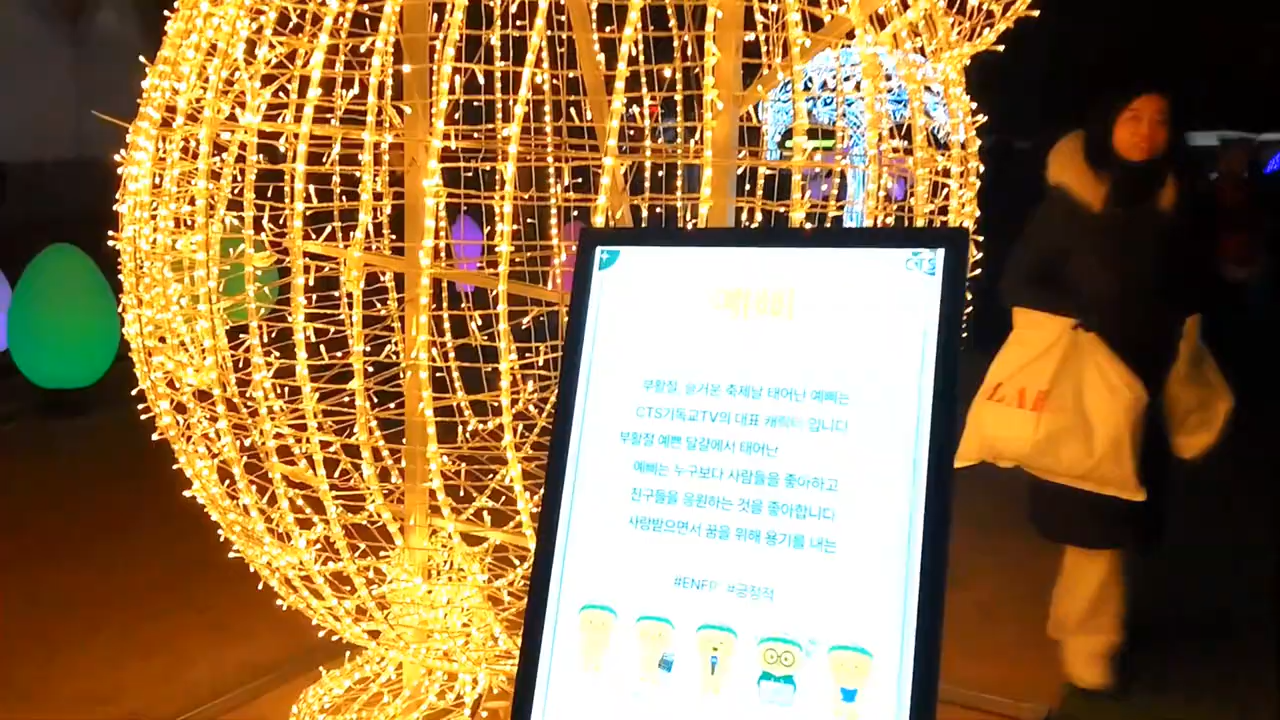 CTS
예삐
부활절, 즐거운 축제날 태어난 예삐는
CTS기독교TV의 대표 캐릭터 입니다
부활절 예쁜 달걀에서 태어난
예삐는 누구보다 사람들을 좋아하고
친구들을 응원하는 것을 좋아합니다
사랑받으면서 꿈을 위해 용기를 내는
#ENFP #긍정적